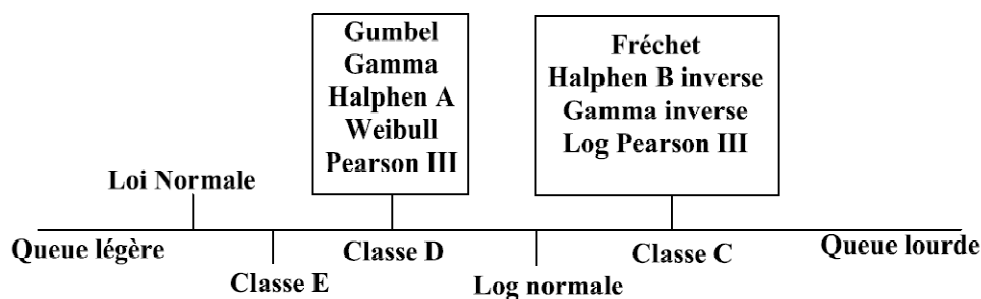 Gumbel
Gamma
Halphen A
Weibull
Pearson III
Fréchet
Halphen B inverse
Gamma inverse
Log Pearson III
Loi Normale
Queue légère
Classe E
Classe D
Log normale
Classe C
Queue lourde